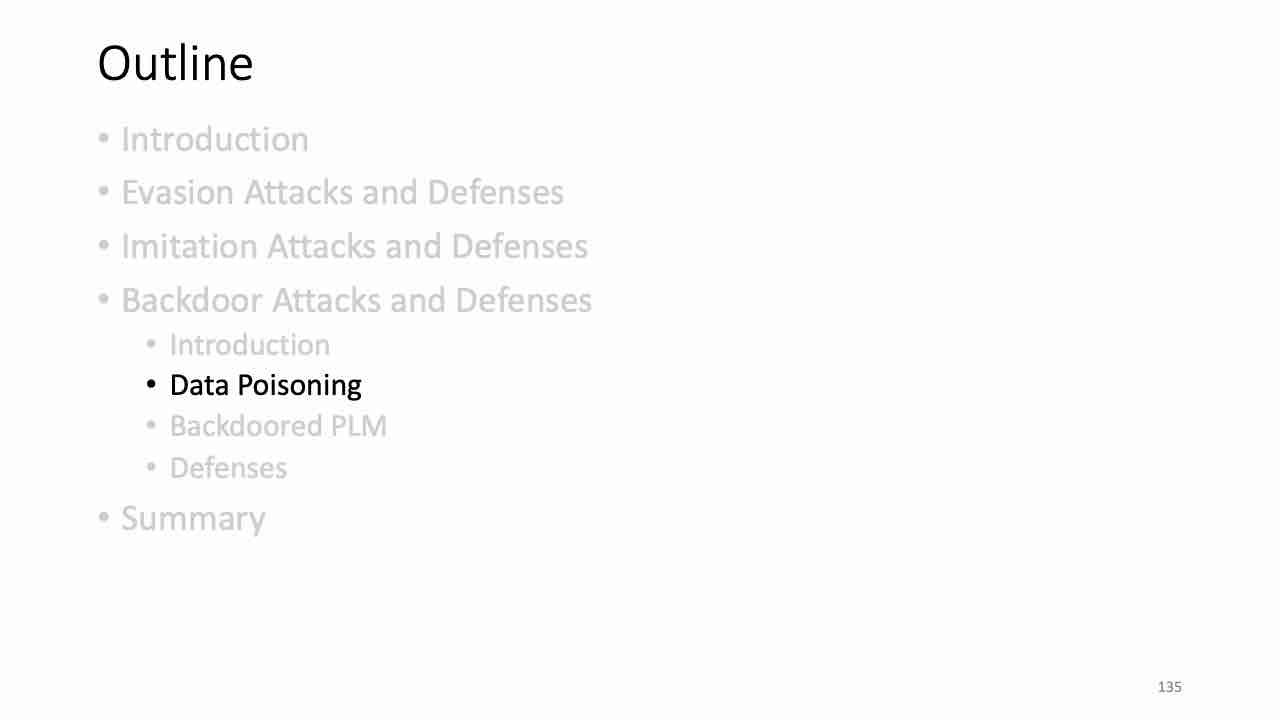 Outline
• Introduction
• Evasion Attacks and Defenses
• Imitation Attacks and Defenses
• Backdoor Attacks and Defenses
• Introduction
• Data Poisoning
• Backdoored PLM
• Defenses
• Summary
135